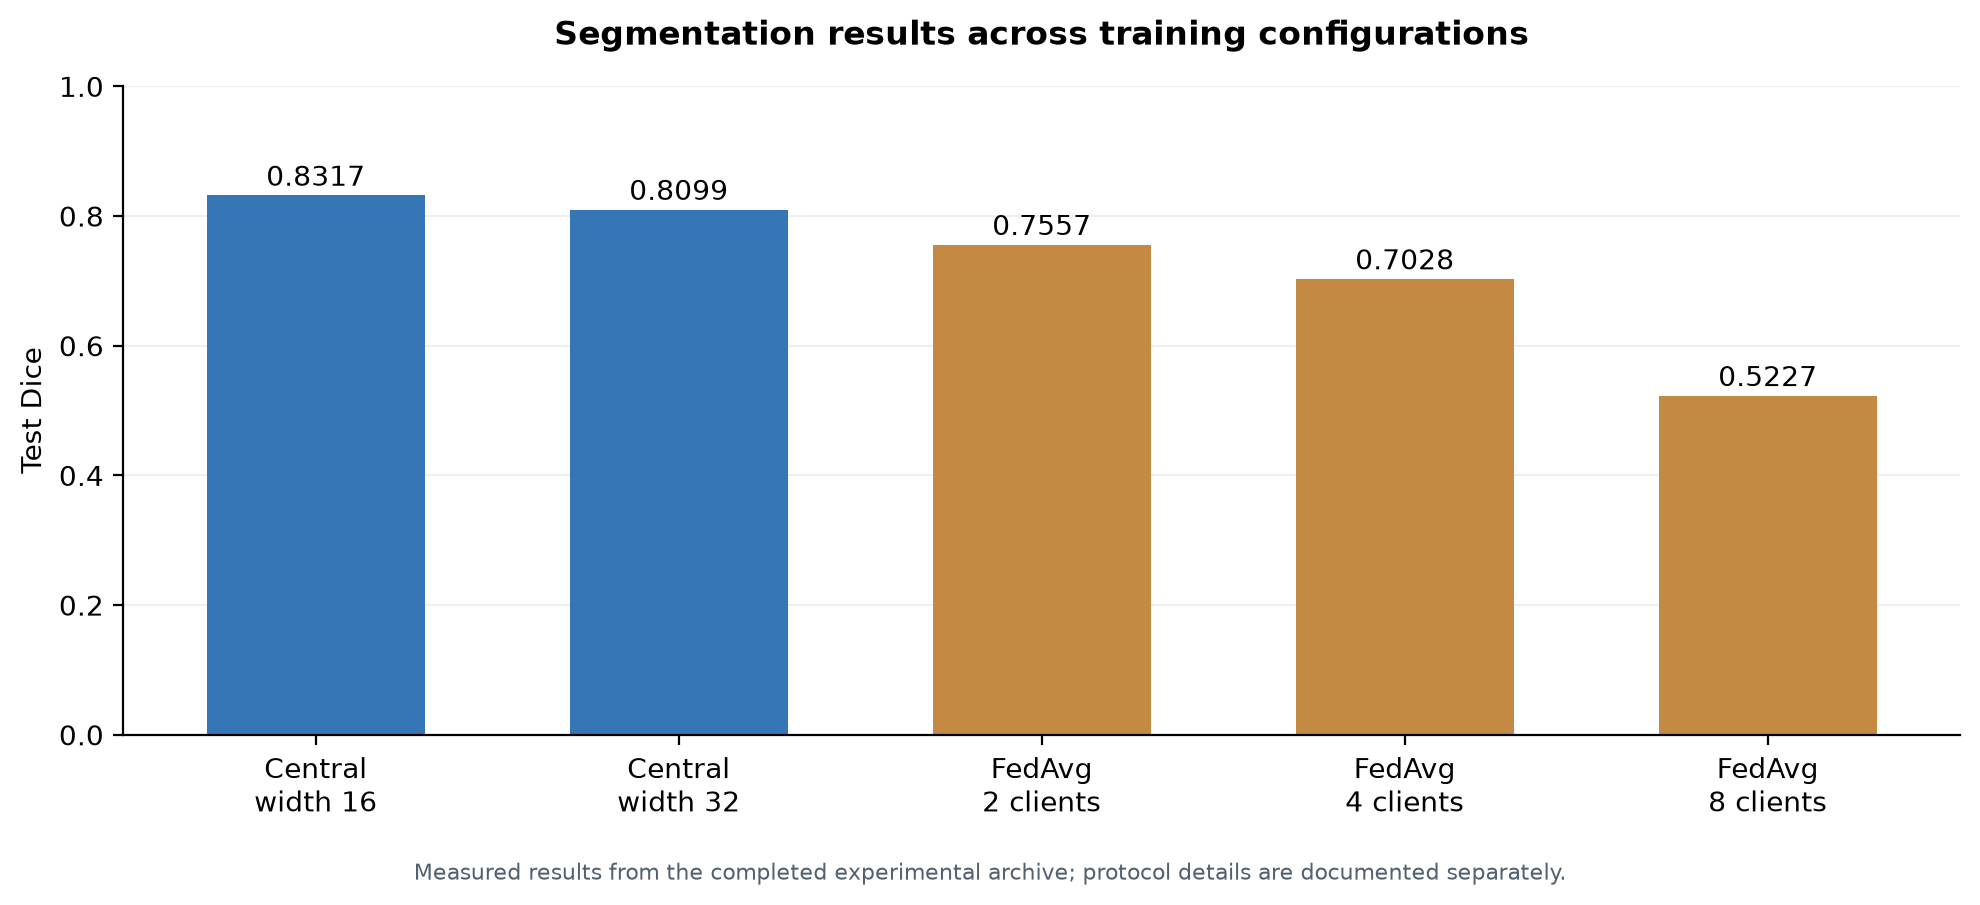 Segmentation results across training configurations
Test Dice
1.0
0.8
0.6
0.4
0.2
0.0
0.8317
0.8099
0.7557
0.7028
0.5227
Central
width 16
Central
width 32
FedAvg
2 clients
FedAvg
4 clients
FedAvg
8 clients
Measured results from the completed experimental archive; protocol details are documented separately.